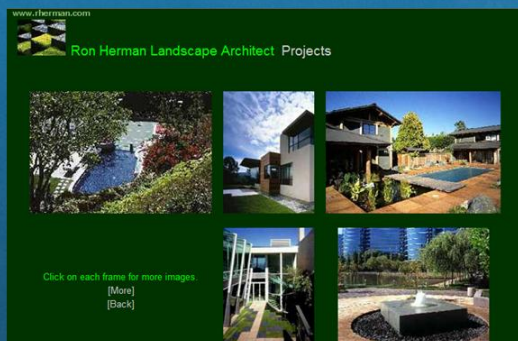 www.rherman.com
Ron Herman Landscape Architect Projects
Click on each frame for more images.
[More]
[Back]